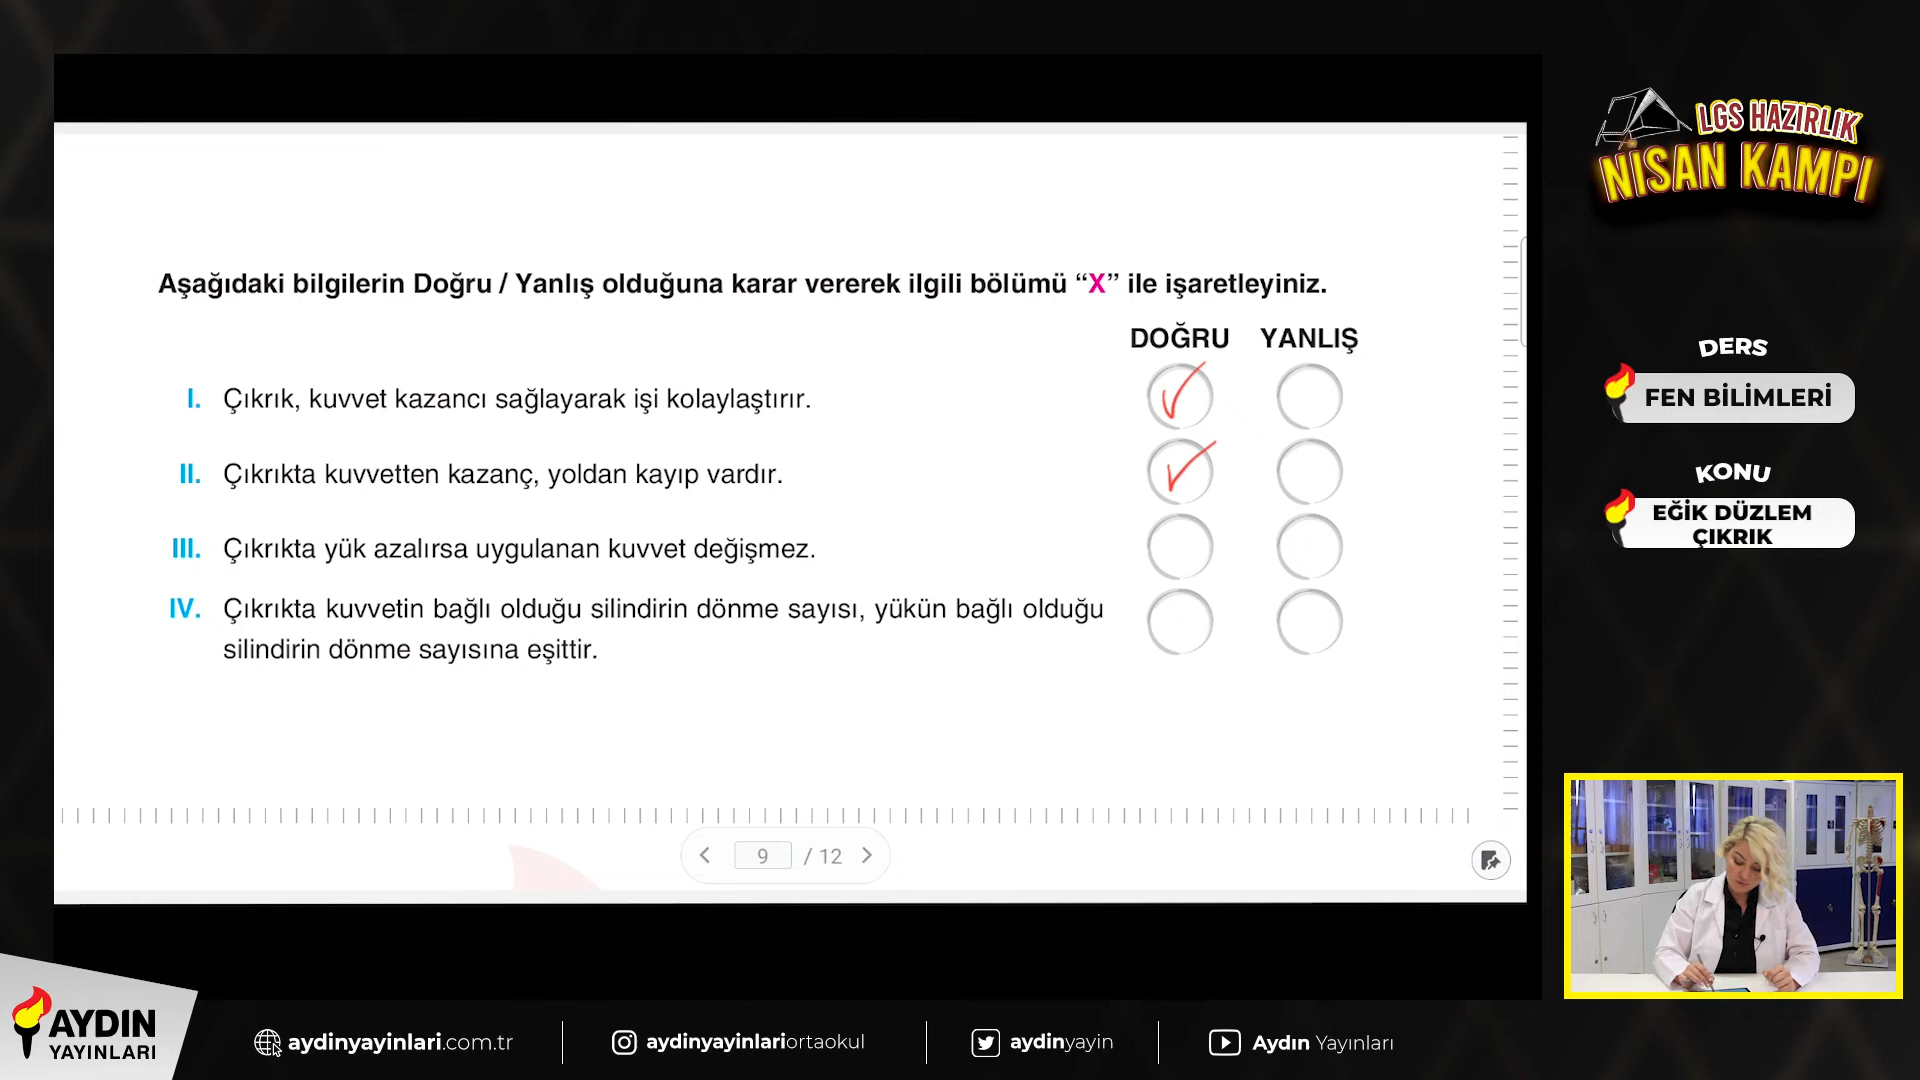 LGS HAZIRLIK
NİSAN KAMPI
Aşağıdaki bilgilerin Doğru / Yanlış olduğuna karar vererek ilgili bölümü “X” ile işaretleyiniz.
DOĞRU YANLIŞ
I. Çıkrık, kuvvet kazancı sağlayarak işi kolaylaştırır.
II. Çıkrıkta kuvvetten kazanç, yoldan kayıp vardır.
III. Çıkrıkta yük azalırsa uygulanan kuvvet değişmez.
IV. Çıkrıkta kuvvetin bağlı olduğu silindirin dönme sayısı, yükün bağlı olduğu
silindirin dönme sayısına eşittir.
9 / 12
DERS
FEN BİLİMLERİ
KONU
EĞİK DÜZLEM
ÇIKRIK
AYDIN
YAYINLARI
aydinyayinlari.com.tr
aydinyayinlariortaokul
aydinyayin
Aydın Yayınları